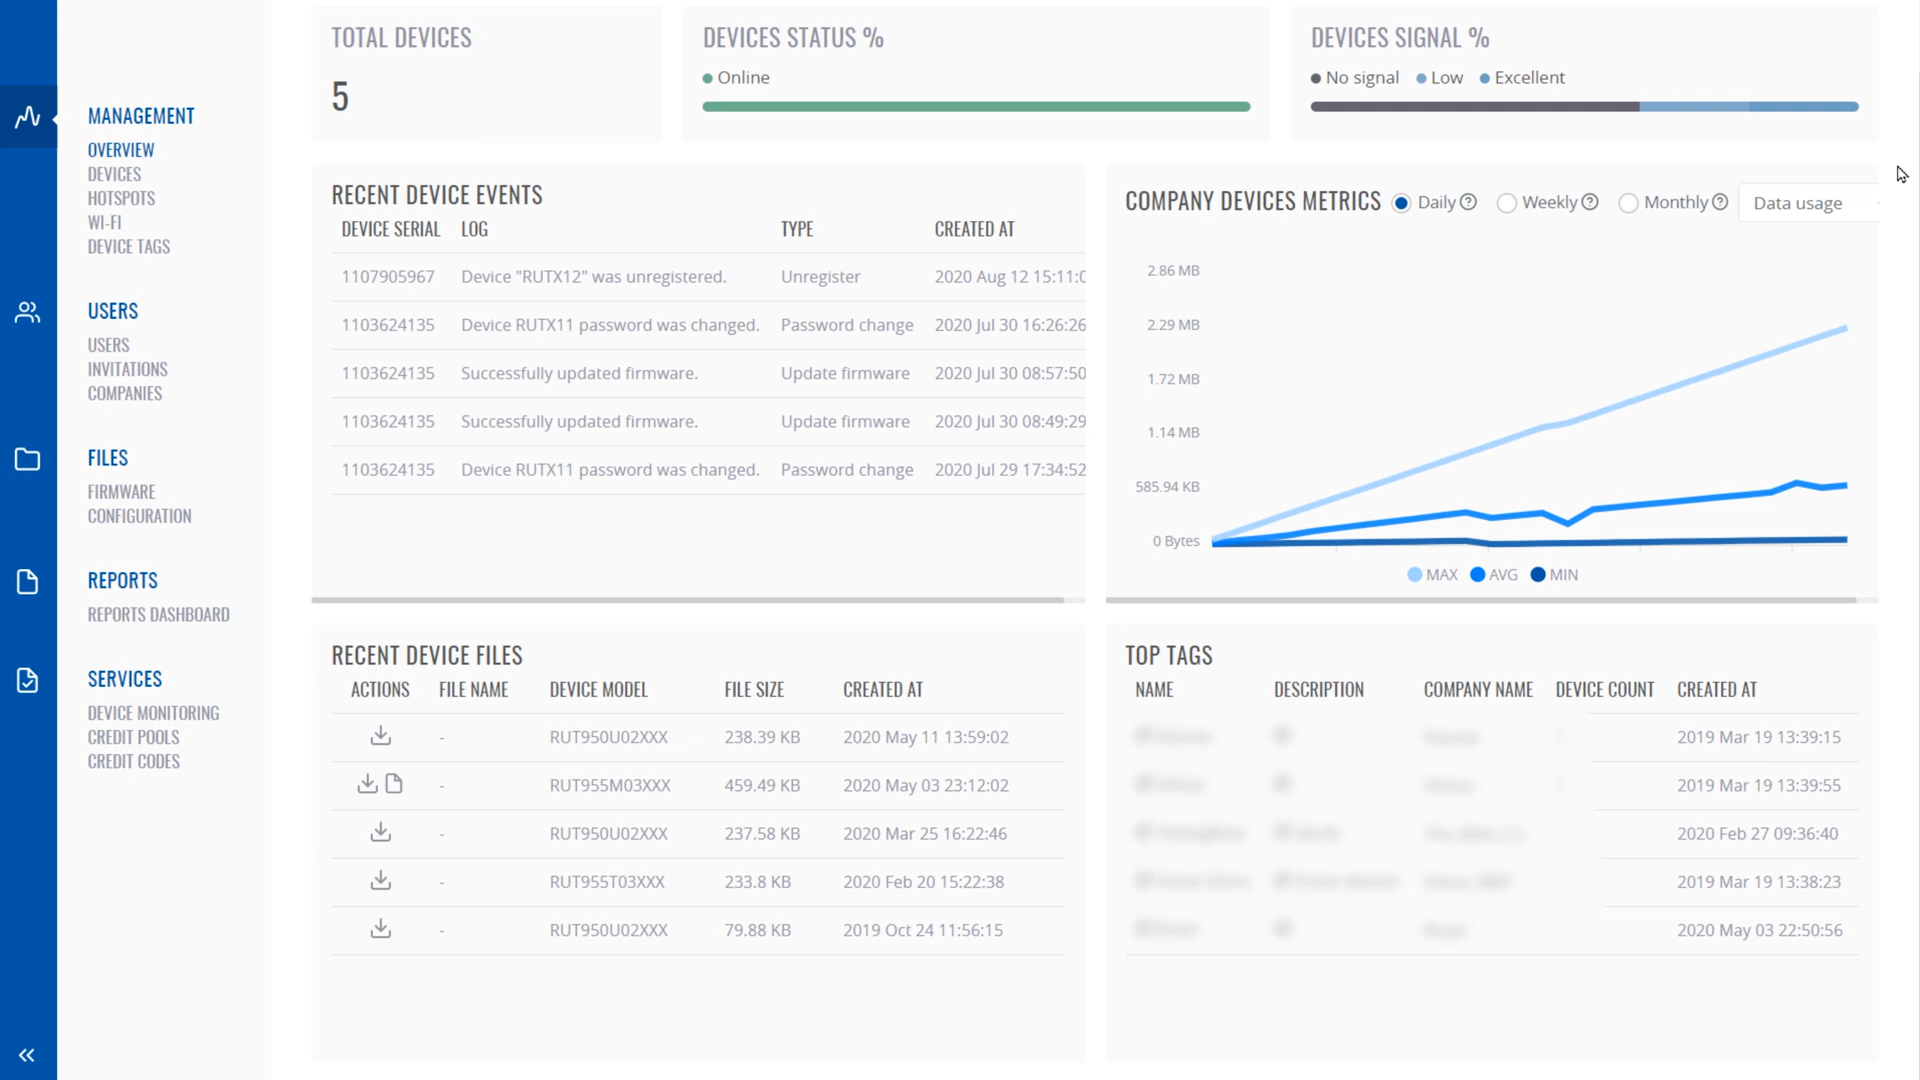 TOTAL DEVICES
5
DEVICES STATUS %
Online
DEVICES SIGNAL %
No signal Low Excellent
MANAGEMENT
OVERVIEW
DEVICES
HOTSPOTS
WI-FI
DEVICE TAGS
USERS
USERS
INVITATIONS
COMPANIES
FILES
FIRMWARE
CONFIGURATION
REPORTS
REPORTS DASHBOARD
SERVICES
DEVICE MONITORING
CREDIT POOLS
CREDIT CODES
RECENT DEVICE EVENTS
DEVICE SERIAL LOG TYPE CREATED AT
1107905967 Device "RUTX12" was unregistered. Unregister 2020 Aug 12 15:11:0
1103624135 Device RUTX11 password was changed. Password change 2020 Jul 30 16:26:26
1103624135 Successfully updated firmware. Update firmware 2020 Jul 30 08:57:50
1103624135 Successfully updated firmware. Update firmware 2020 Jul 30 08:49:29
1103624135 Device RUTX11 password was changed. Password change 2020 Jul 29 17:34:52
COMPANY DEVICES METRICS Daily ? Weekly ? Monthly ? Data usage
2.86 MB
2.29 MB
1.72 MB
1.14 MB
585.94 KB
0 Bytes
MAX AVG MIN
RECENT DEVICE FILES
ACTIONS FILE NAME DEVICE MODEL FILE SIZE CREATED AT
- RUT950U02XXX 238.39 KB 2020 May 11 13:59:02
- RUT955M03XXX 459.49 KB 2020 May 03 23:12:02
- RUT950U02XXX 237.58 KB 2020 Mar 25 16:22:46
- RUT955T03XXX 233.8 KB 2020 Feb 20 15:22:38
- RUT950U02XXX 79.88 KB 2019 Oct 24 11:56:15
TOP TAGS
NAME DESCRIPTION COMPANY NAME DEVICE COUNT CREATED AT
2019 Mar 19 13:39:15
2019 Mar 19 13:39:55
2020 Feb 27 09:36:40
2019 Mar 19 13:38:23
2020 May 03 22:50:56